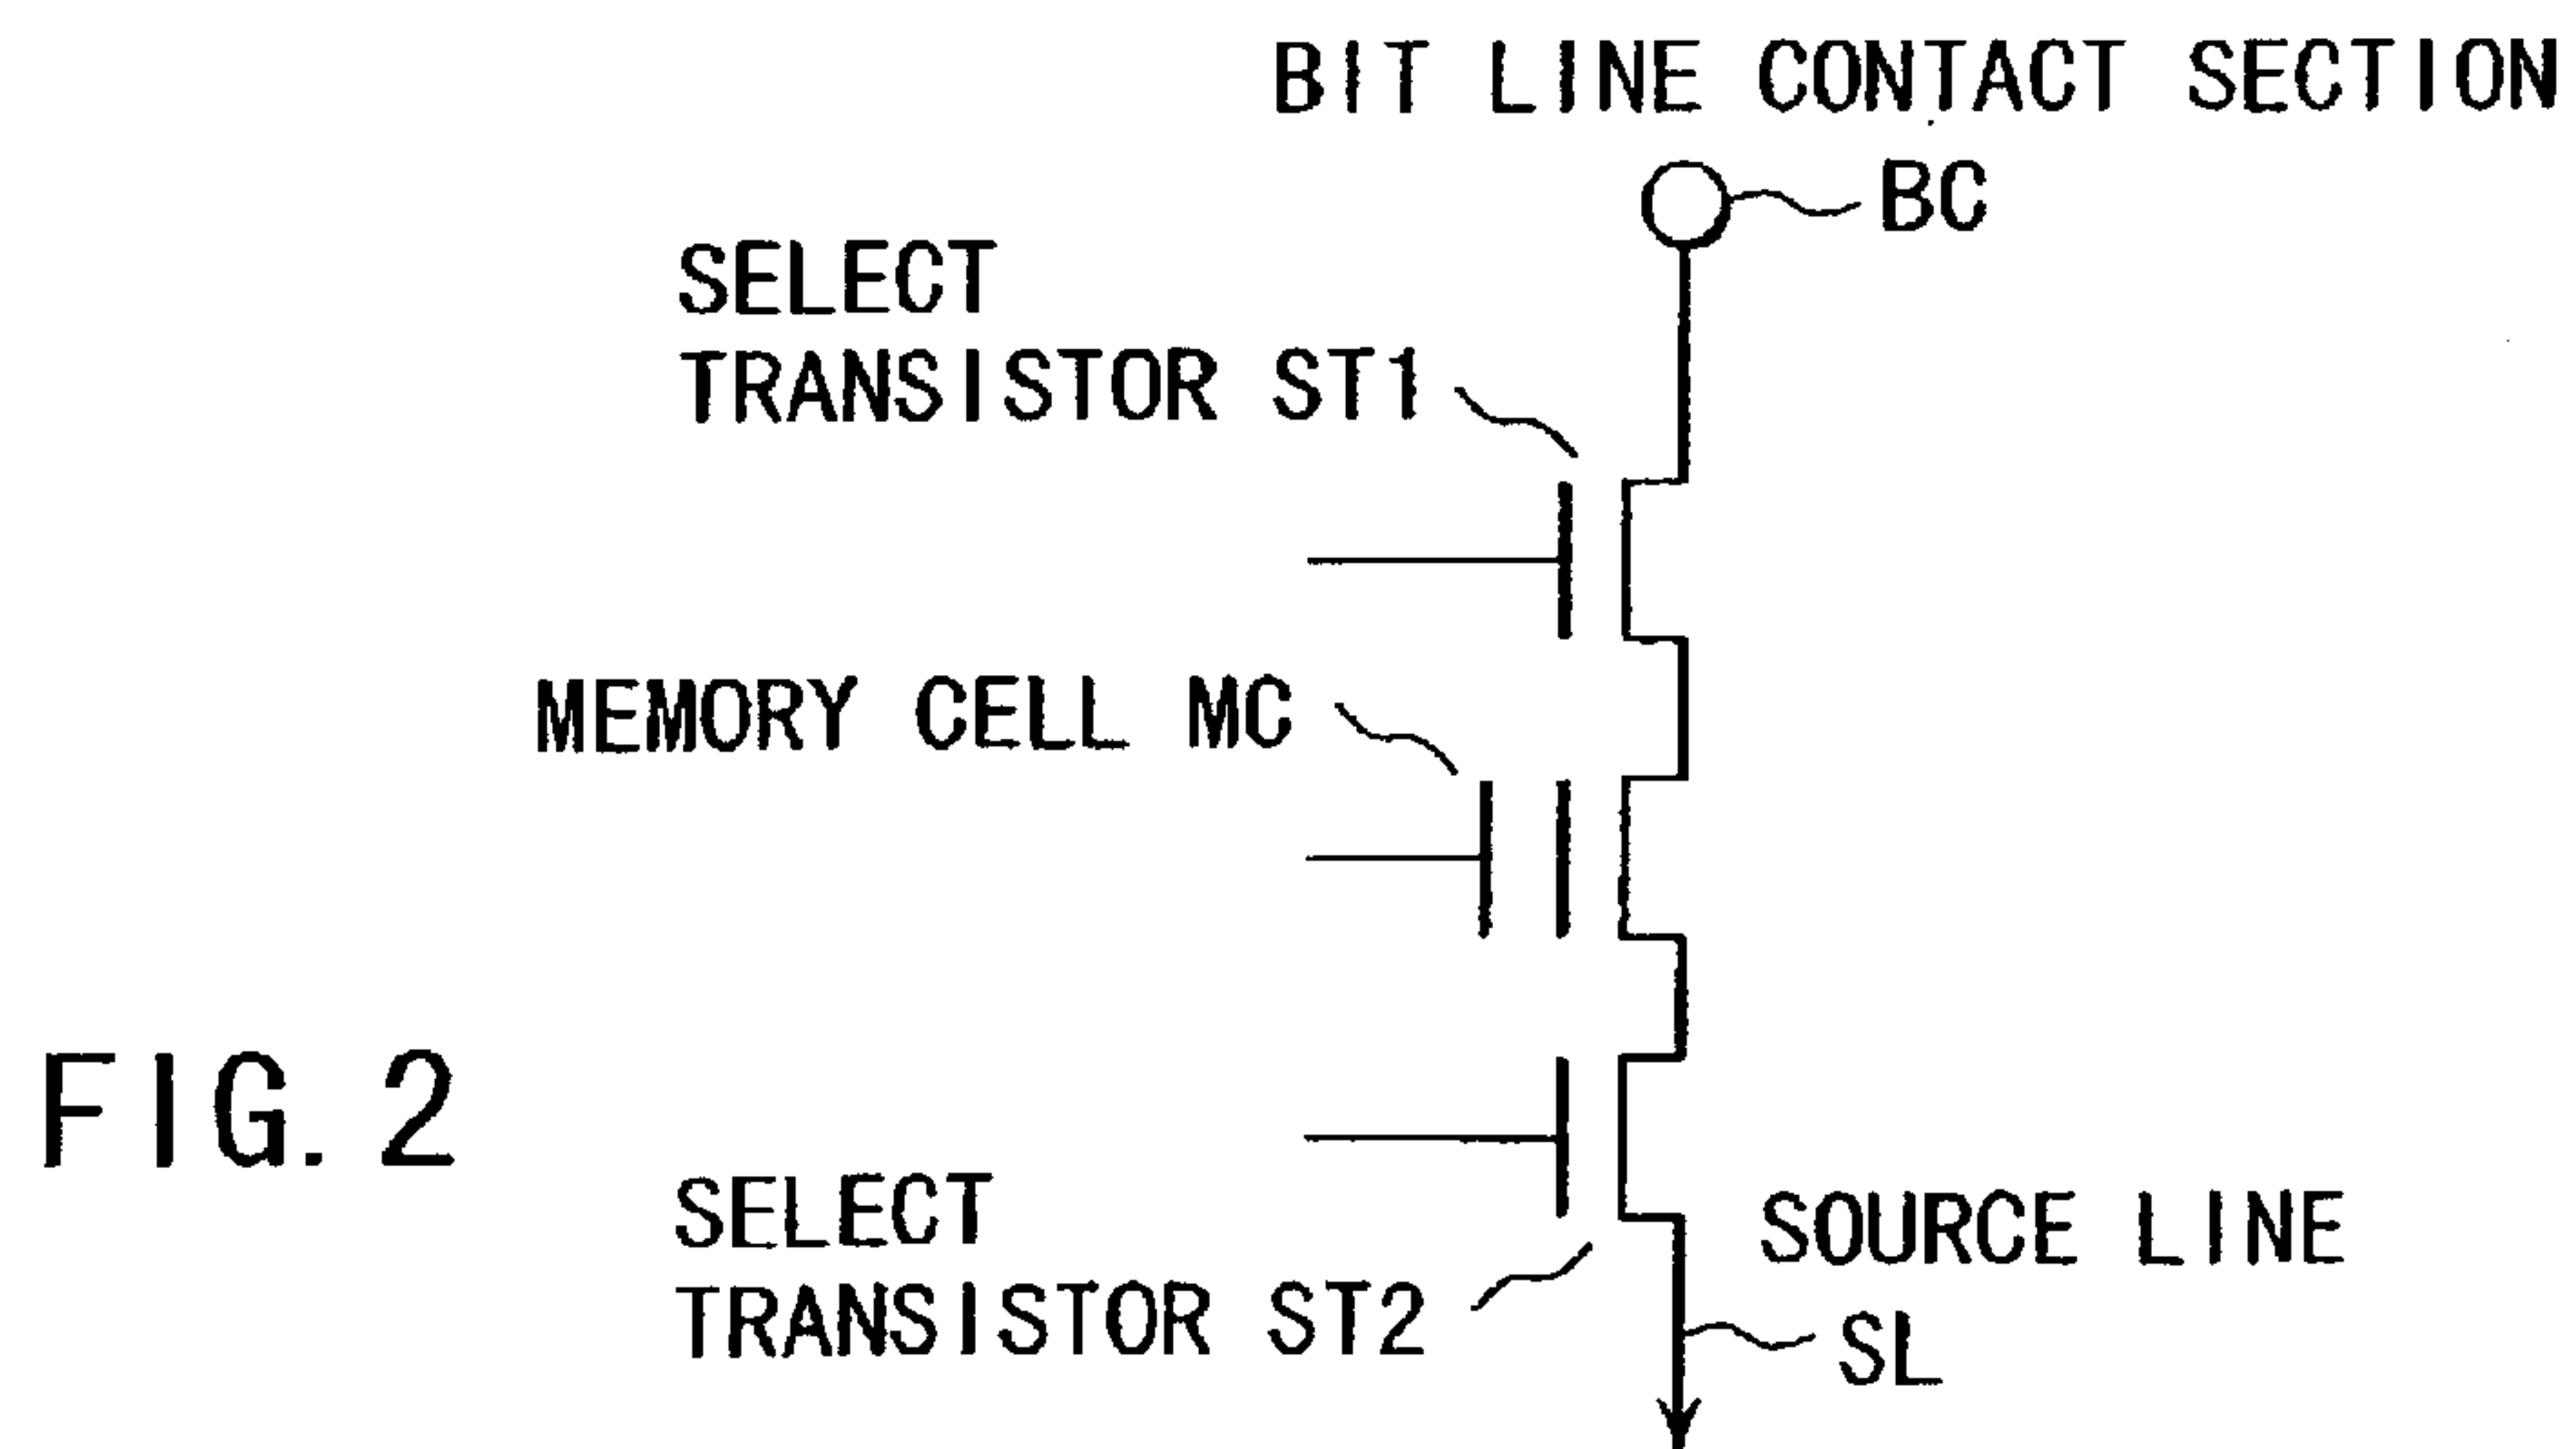 BIT LINE CONTACT SECTION
BC
SELECT
TRANSISTOR ST1
MEMORY CELL MC
FIG. 2
SELECT
TRANSISTOR ST2
SOURCE LINE
SL